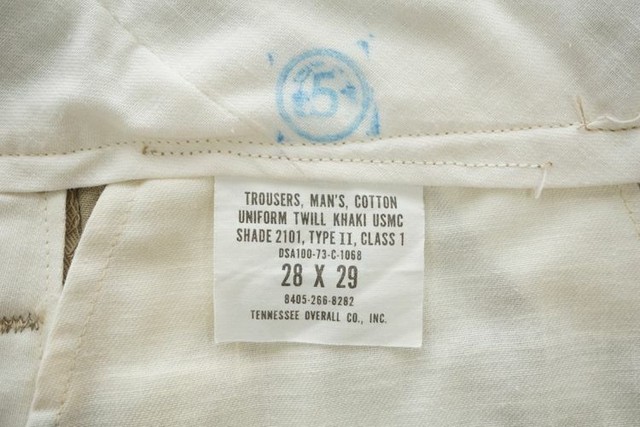 5
TROUSERS, MAN'S, COTTON
UNIFORM TWILL KHAKI USMC
SHADE 2101, TYPE II, CLASS 1
DSA100-73-C-1068
28 X 29
8405-266-8282
TENNESSEE OVERALL CO., INC.